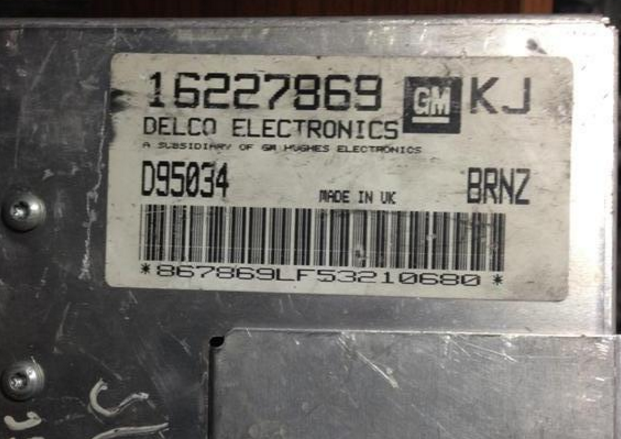 16227869 GM KJ
DELCO ELECTRONICS
A SUBSIDIARY OF GM HUGHES ELECTRONICS
D95034 MADE IN UK BRNZ
*867869LF53210680*